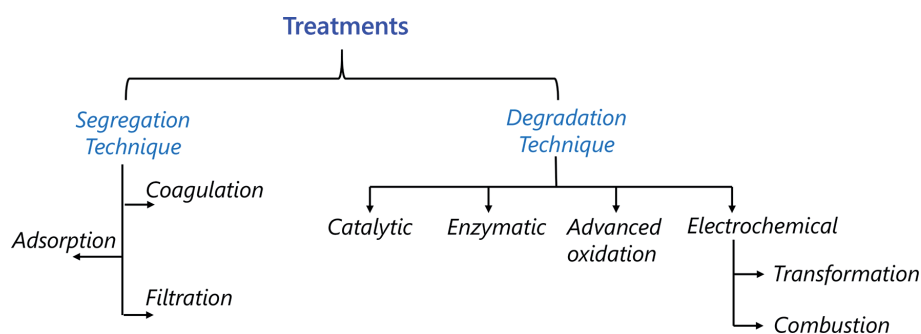 Treatments
Segregation
Technique
Coagulation
Adsorption
Filtration
Degradation
Technique
Catalytic
Enzymatic
Advanced
oxidation
Electrochemical
Transformation
Combustion